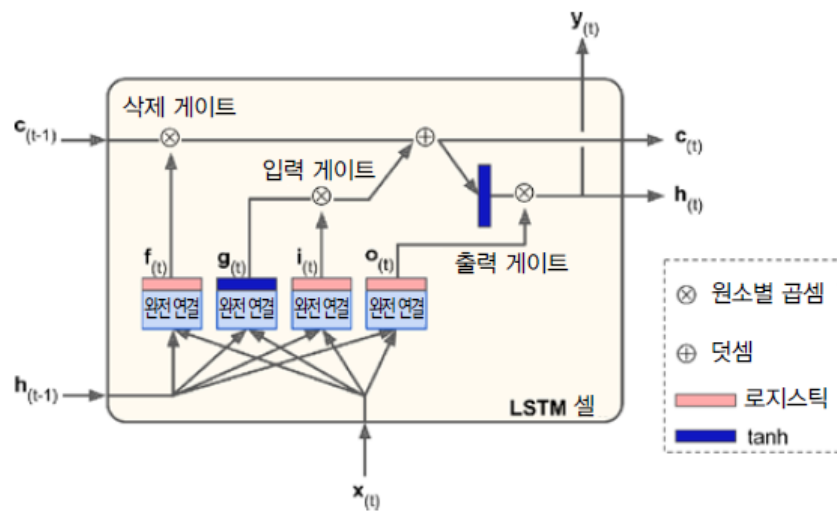 y(t)
삭제 게이트
c(t-1)
c(t)
입력 게이트
h(t)
f(t)
g(t)
i(t)
o(t)
출력 게이트
완전 연결
완전 연결
완전 연결
완전 연결
h(t-1)
LSTM 셀
x(t)
⊗ 원소별 곱셈
⊕ 덧셈
로지스틱
tanh